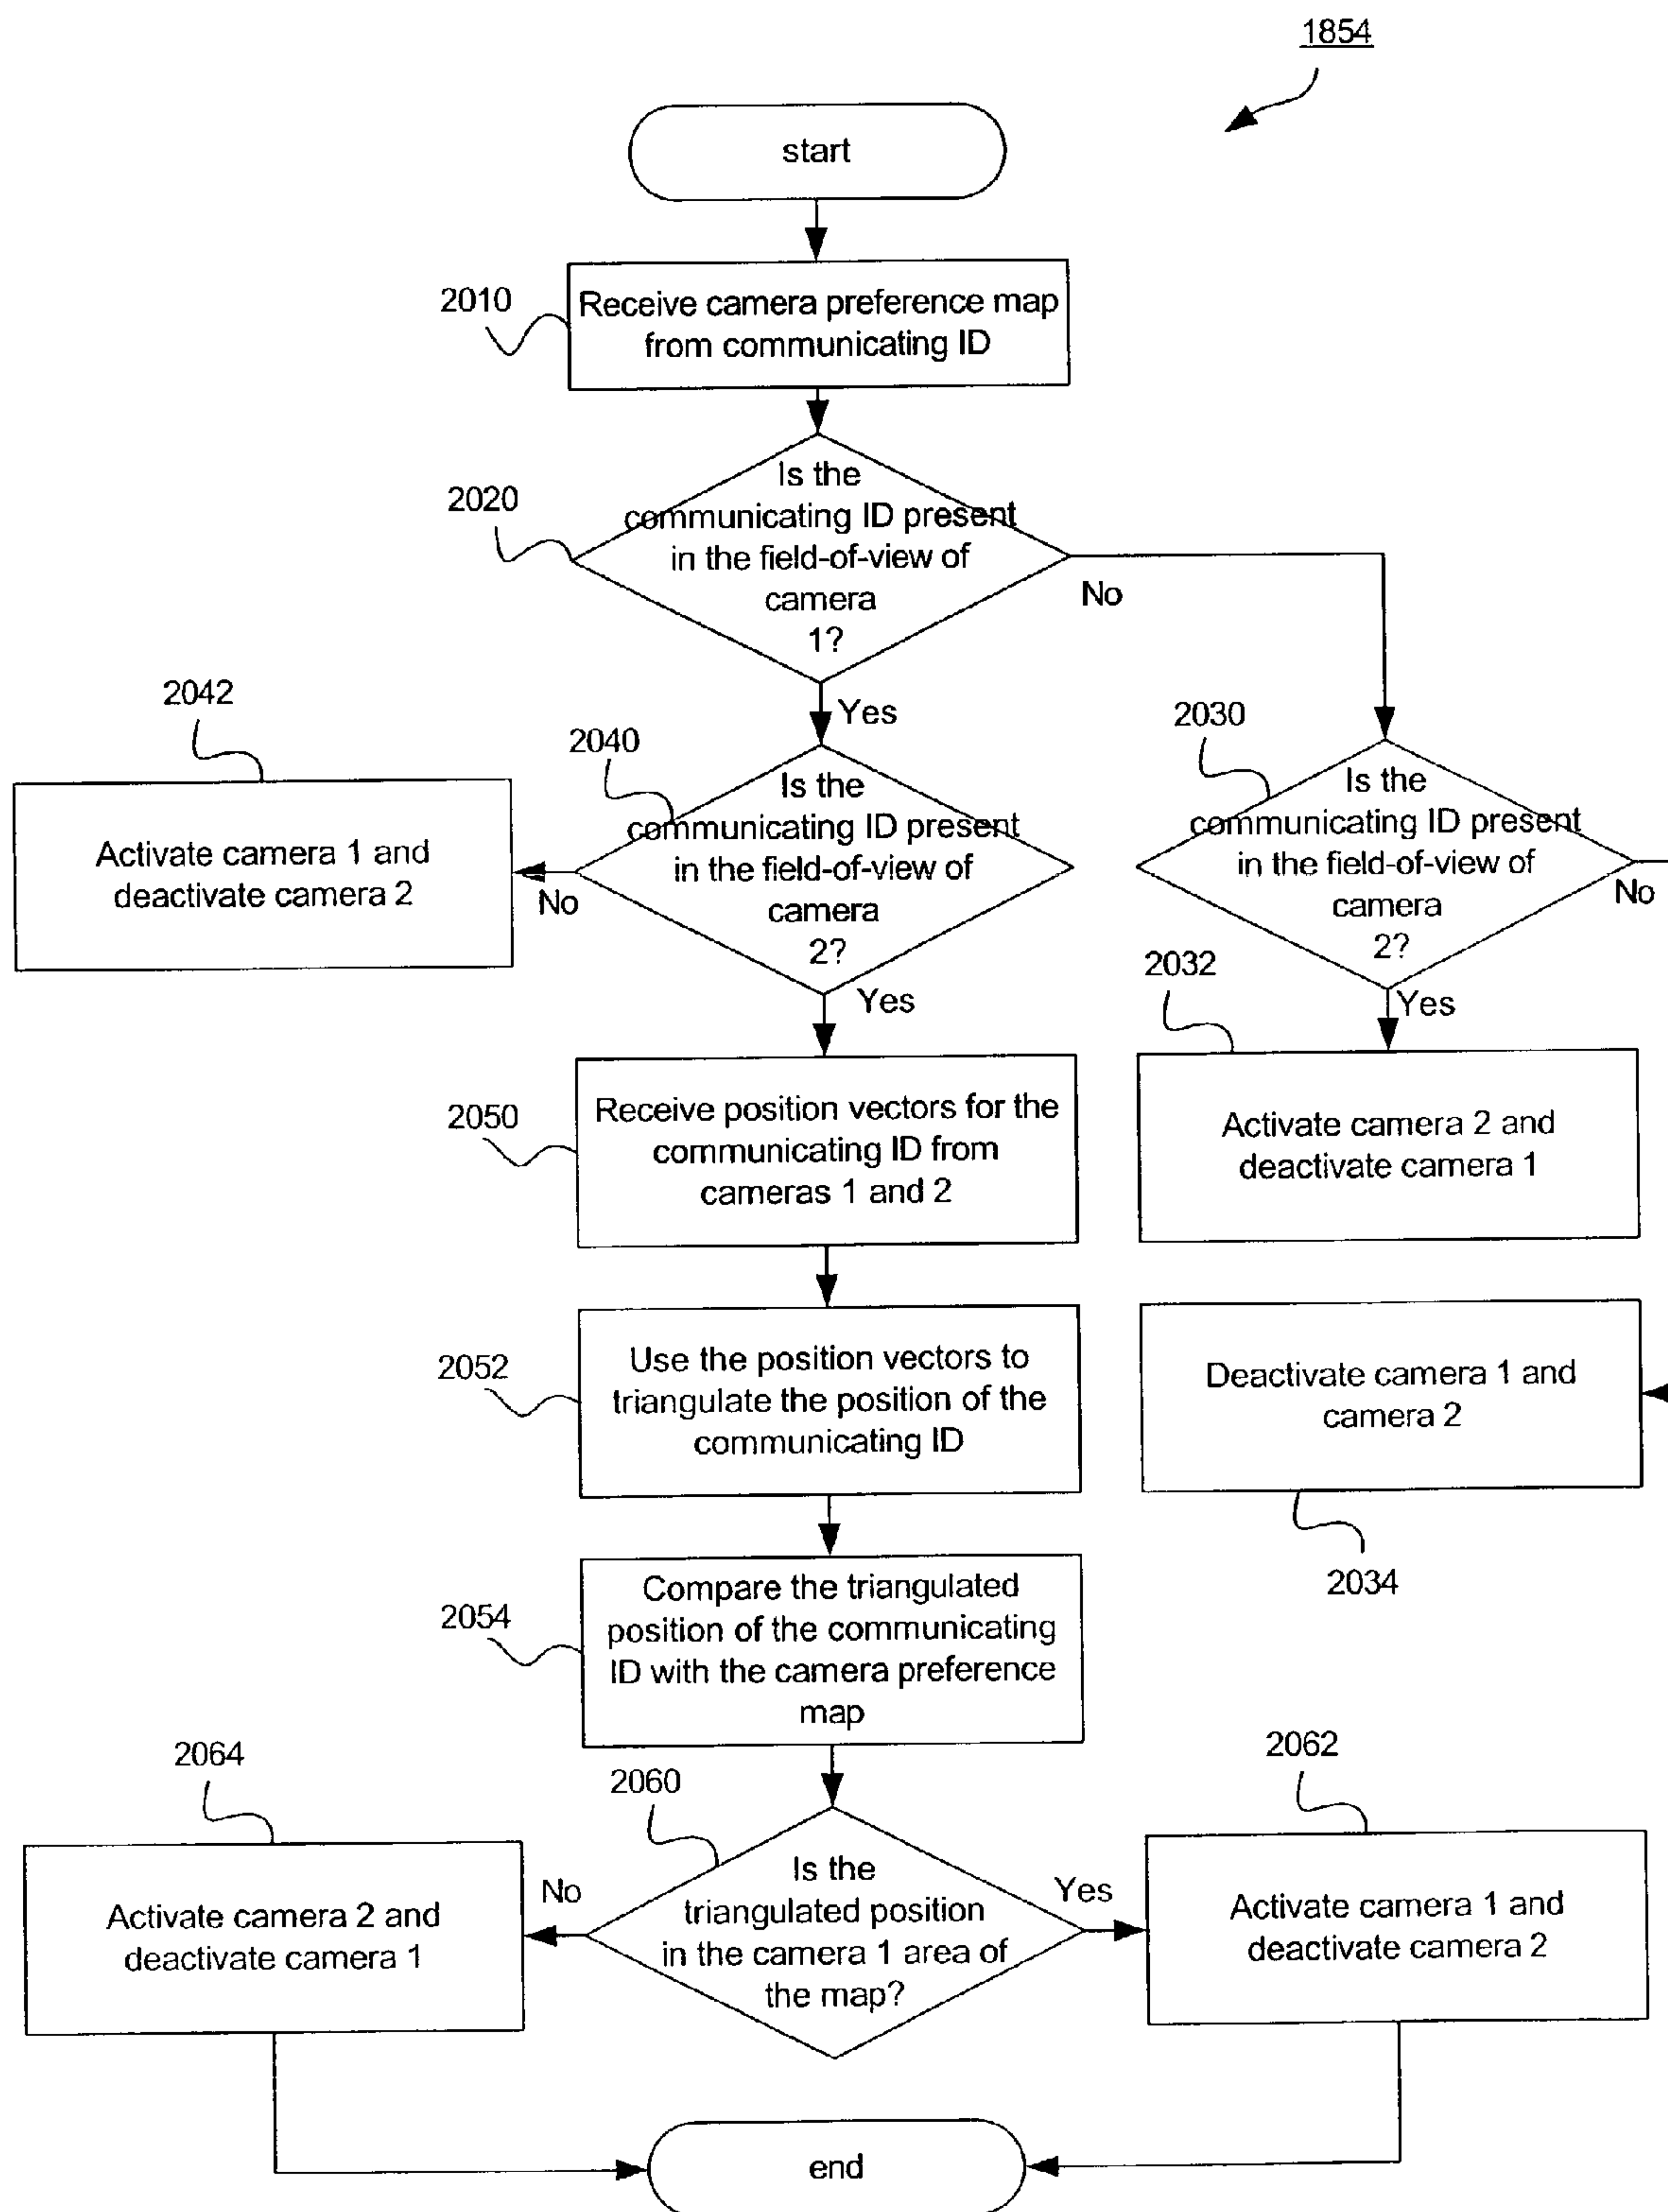 1854
start
2010
Receive camera preference map
from communicating ID
2020
Is the
communicating ID present
in the field-of-view of
camera
1?
No
Yes
2042
Activate camera 1 and
deactivate camera 2
2040
Is the
communicating ID present
in the field-of-view of
camera
2?
No
Yes
2030
Is the
communicating ID present
in the field-of-view of
camera
2?
No
Yes
2032
Activate camera 2 and
deactivate camera 1
2050
Receive position vectors for the
communicating ID from
cameras 1 and 2
2052
Use the position vectors to
triangulate the position of the
communicating ID
Deactivate camera 1 and
camera 2
2034
2054
Compare the triangulated
position of the communicating
ID with the camera preference
map
2064
2060
2062
Activate camera 2 and
deactivate camera 1
No
Is the
triangulated position
in the camera 1 area of
the map?
Yes
Activate camera 1 and
deactivate camera 2
end